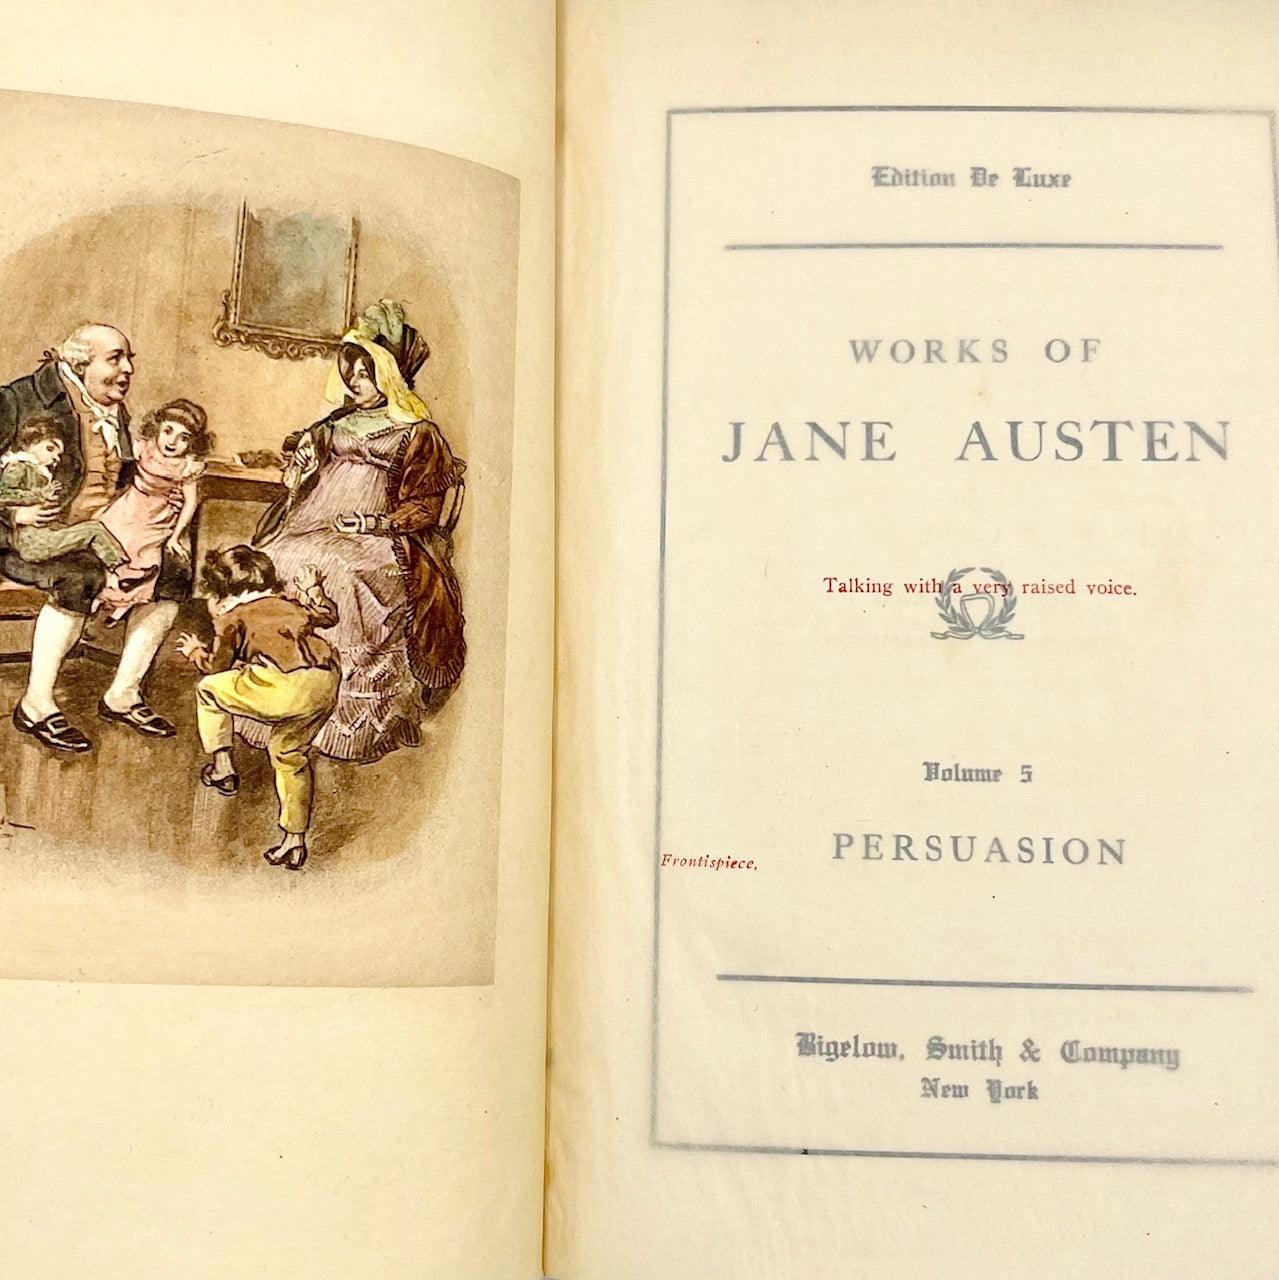 Edition De Luxe
WORKS OF
JANE AUSTEN
Talking with a very raised voice.
Volume 5
PERSUASION
Frontispiece.
Bigelow, Smith & Company
New York